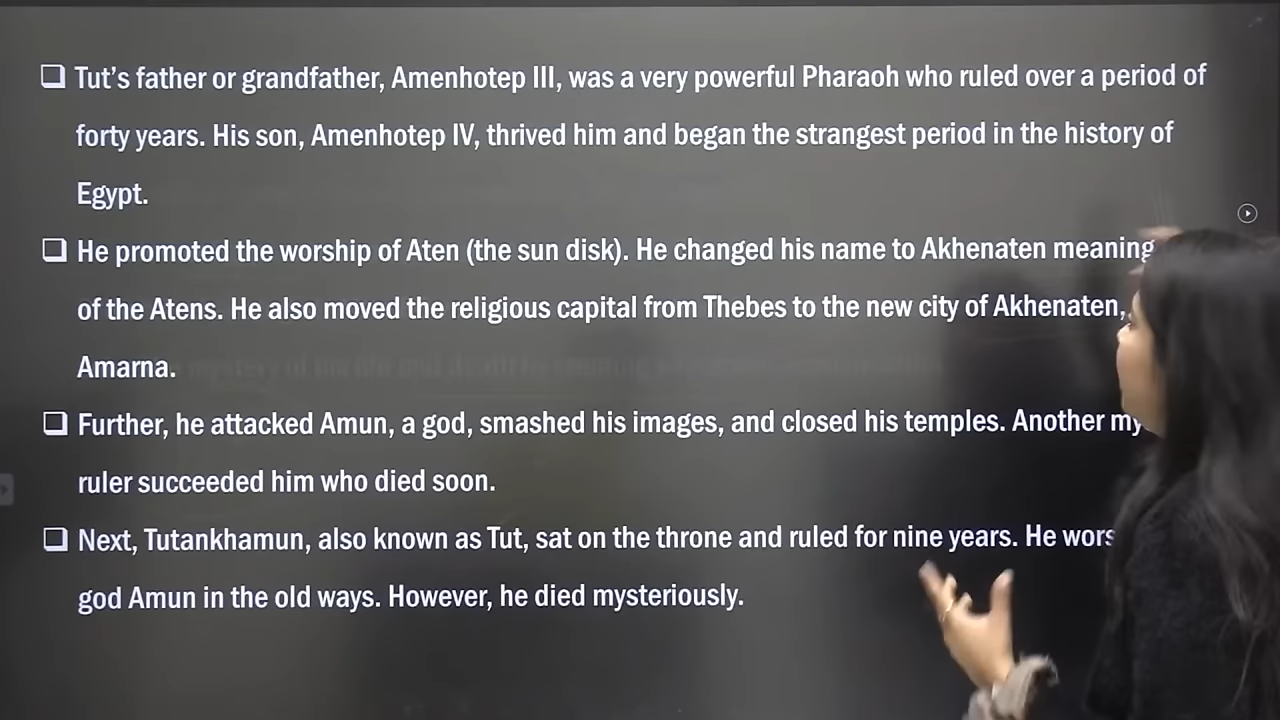 Tut's father or grandfather, Amenhotep III, was a very powerful Pharaoh who ruled over a period of
forty years. His son, Amenhotep IV, thrived him and began the strangest period in the history of
Egypt.
He promoted the worship of Aten (the sun disk). He changed his name to Akhenaten meaning
of the Atens. He also moved the religious capital from Thebes to the new city of Akhenaten,
Amarna.
Further, he attacked Amun, a god, smashed his images, and closed his temples. Another
ruler succeeded him who died soon.
Next, Tutankhamun, also known as Tut, sat on the throne and ruled for nine years. He
god Amun in the old ways. However, he died mysteriously.